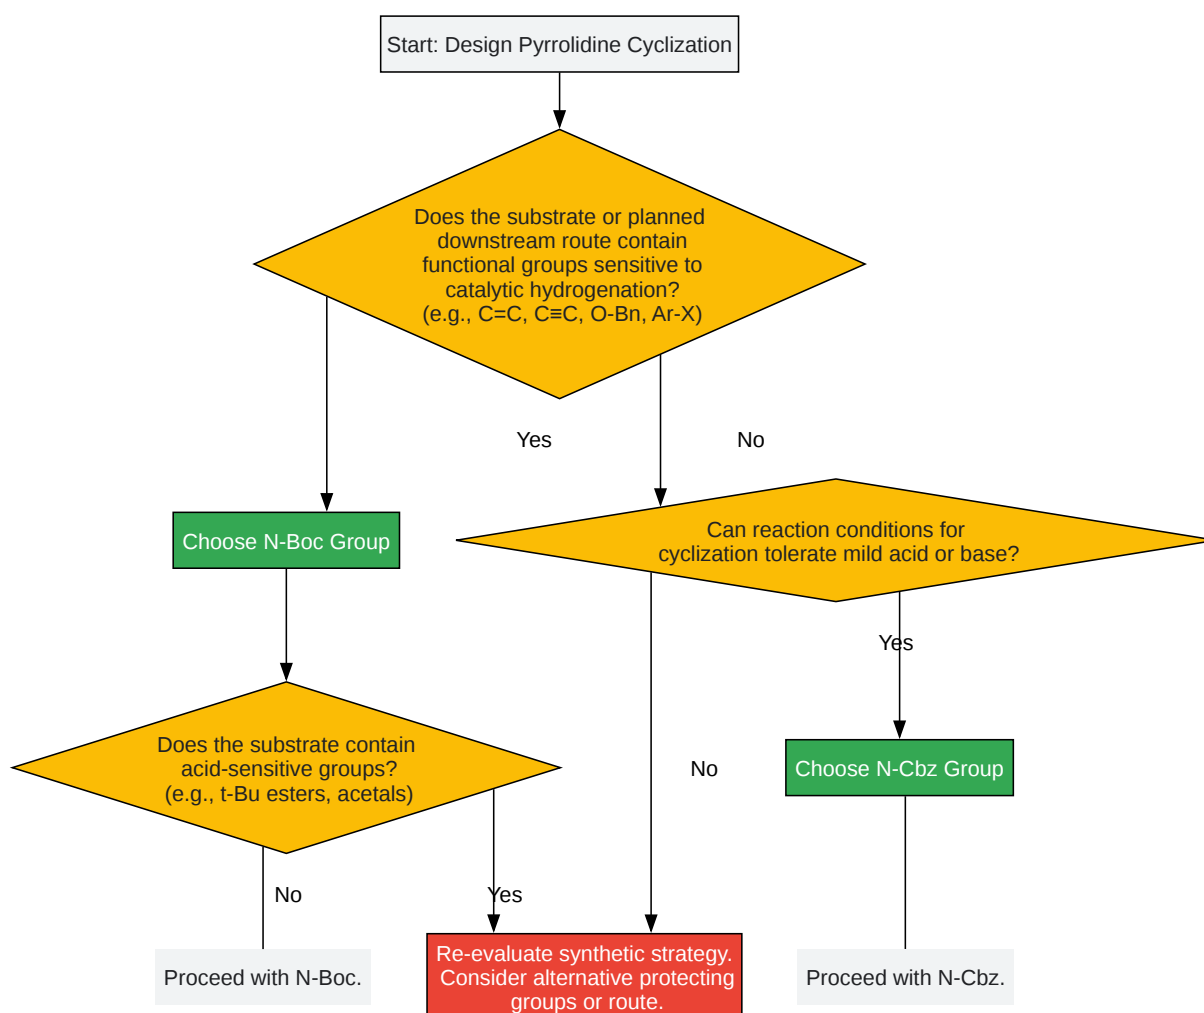 Start: Design Pyrrolidine Cyclization
Does the substrate or planned
downstream route contain
functional groups sensitive to
catalytic hydrogenation?
(e.g., C=C, C≡C, O-Bn, Ar-X)
Yes
No
Choose N-Boc Group
Can reaction conditions for
cyclization tolerate mild acid or base?
Yes
Does the substrate contain
acid-sensitive groups?
(e.g., t-Bu esters, acetals)
No
Choose N-Cbz Group
No
Yes
Proceed with N-Boc.
Re-evaluate synthetic strategy.
Consider alternative protecting
groups or route.
Proceed with N-Cbz.